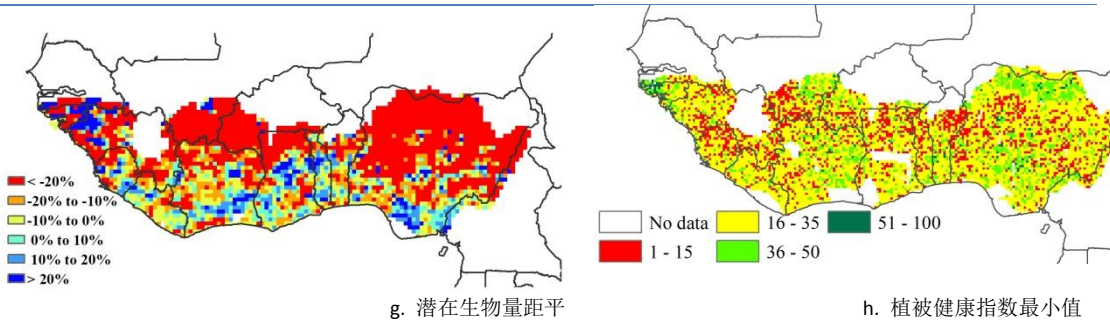 < -20%
-20% to -10%
-10% to 0%
0% to 10%
10% to 20%
> 20%
g. 潜在生物量距平
No data
16 - 35
51 - 100
1 - 15
36 - 50
h. 植被健康指数最小值